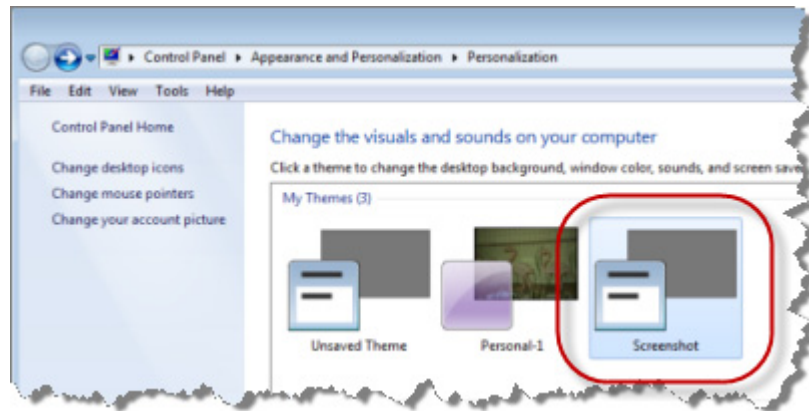 Control Panel ▸ Appearance and Personalization ▸ Personalization
File Edit View Tools Help
Control Panel Home
Change desktop icons
Change mouse pointers
Change your account picture
Change the visuals and sounds on your computer
Click a theme to change the desktop background, window color, sounds, and screen save
My Themes (3)
Unsaved Theme
Personal-1
Screenshot